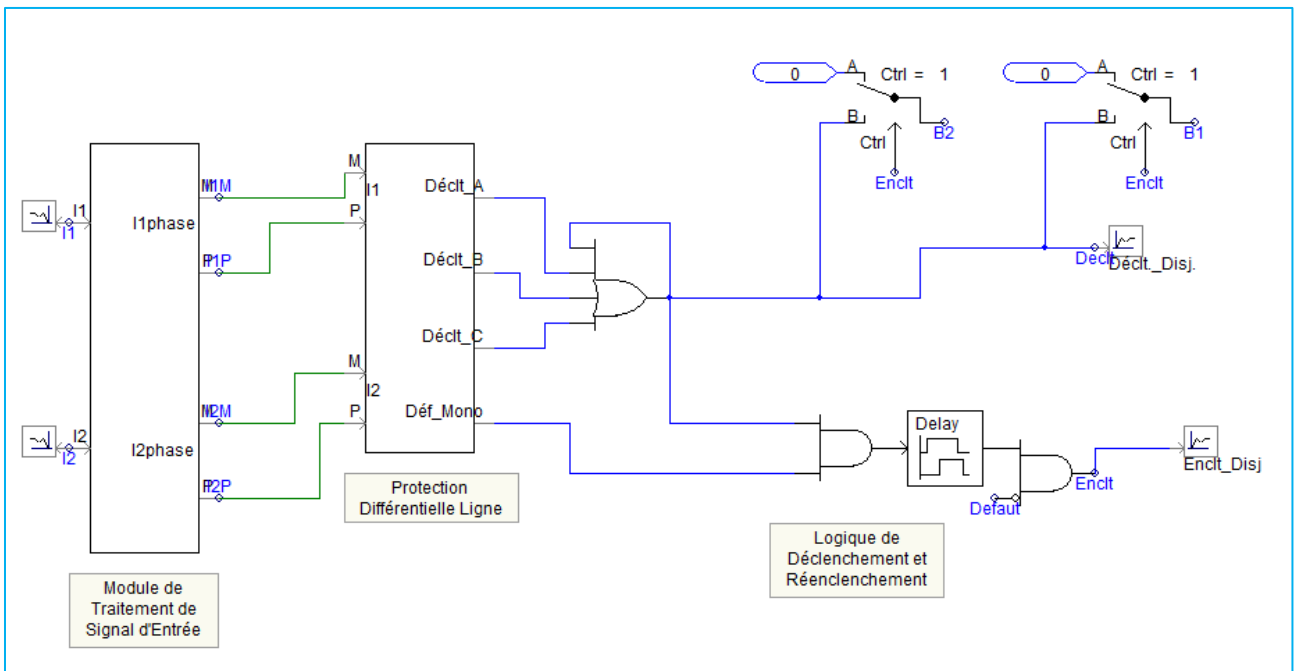 0
A
Ctrl = 1
B
Ctrl
B2
Enclt
0
A
Ctrl = 1
B
Ctrl
B1
Enclt
I1
I1
I1phase
M1M
P1P
I2
I2
I2phase
M2M
P2P
M
I1
P
Déclt_A
Déclt_B
Déclt_C
M
I2
P
Déf_Mono
Déclt
Déclt._Disj.
Delay
Defaut
Enclt
Enclt_Disj
Protection
Différentielle Ligne
Logique de
Déclenchement et
Réenclenchement
Module de
Traitement de
Signal d'Entrée